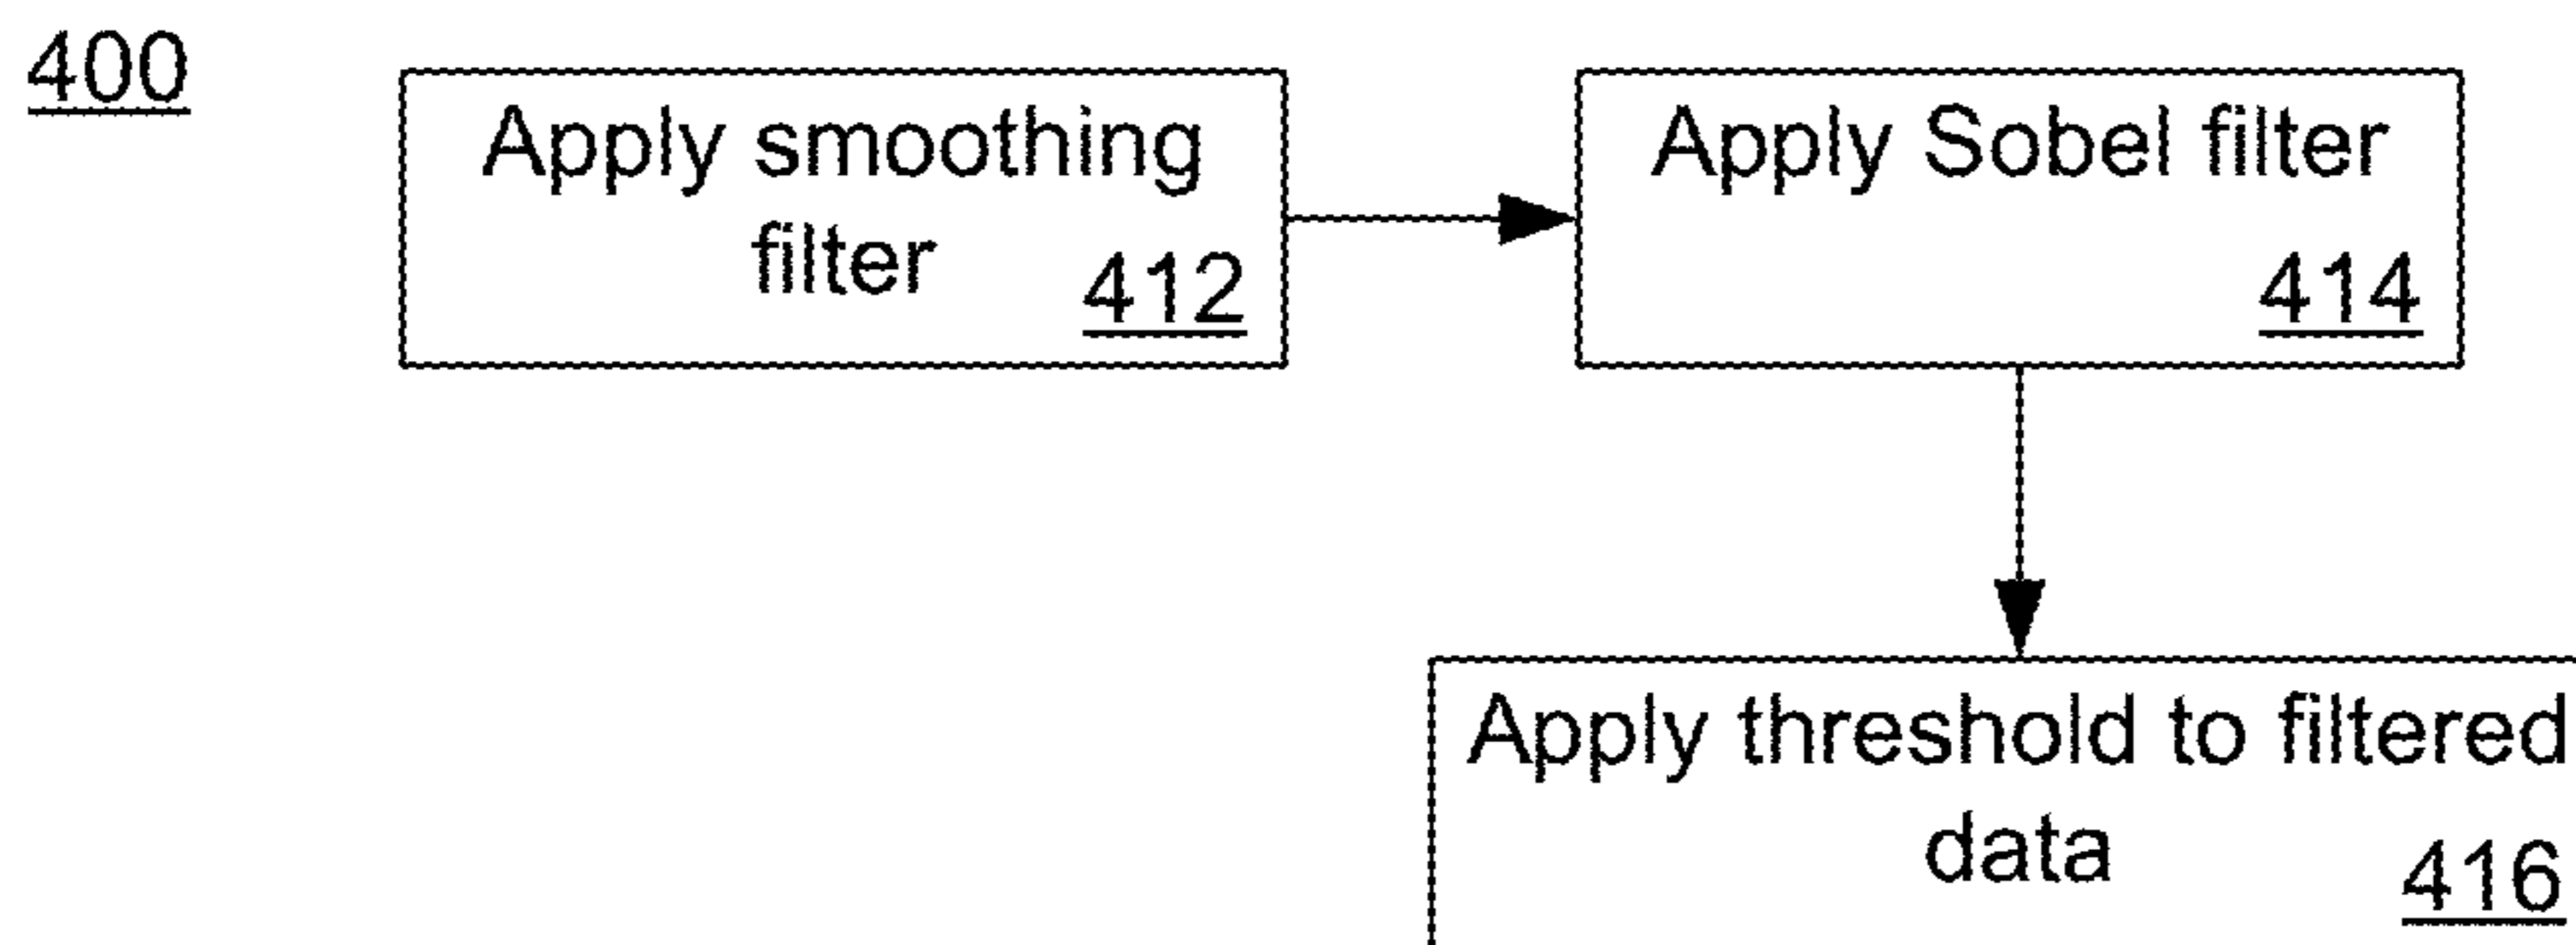 400
Apply smoothing
filter
412
Apply Sobel filter
414
Apply threshold to filtered
data
416